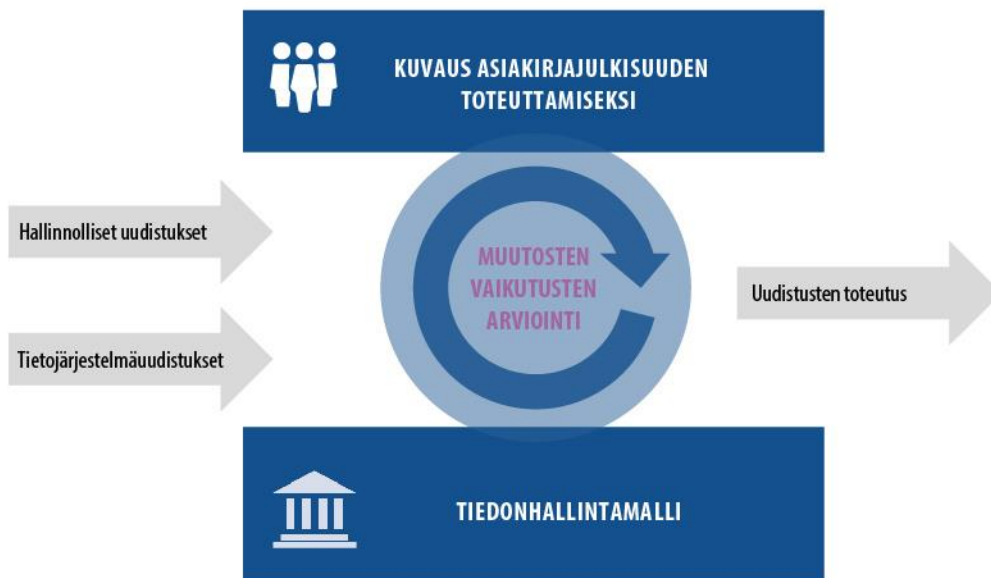 KUVAUS ASIAKIRJAJULKISUUDEN
TOTEUTTAMISEKSI
Hallinnolliset uudistukset
Tietojärjestelmäuudistukset
MUUTOSTEN
VAIKUTUSTEN
ARVIOINTI
Uudistusten toteutus
TIEDONHALLINTAMALLI